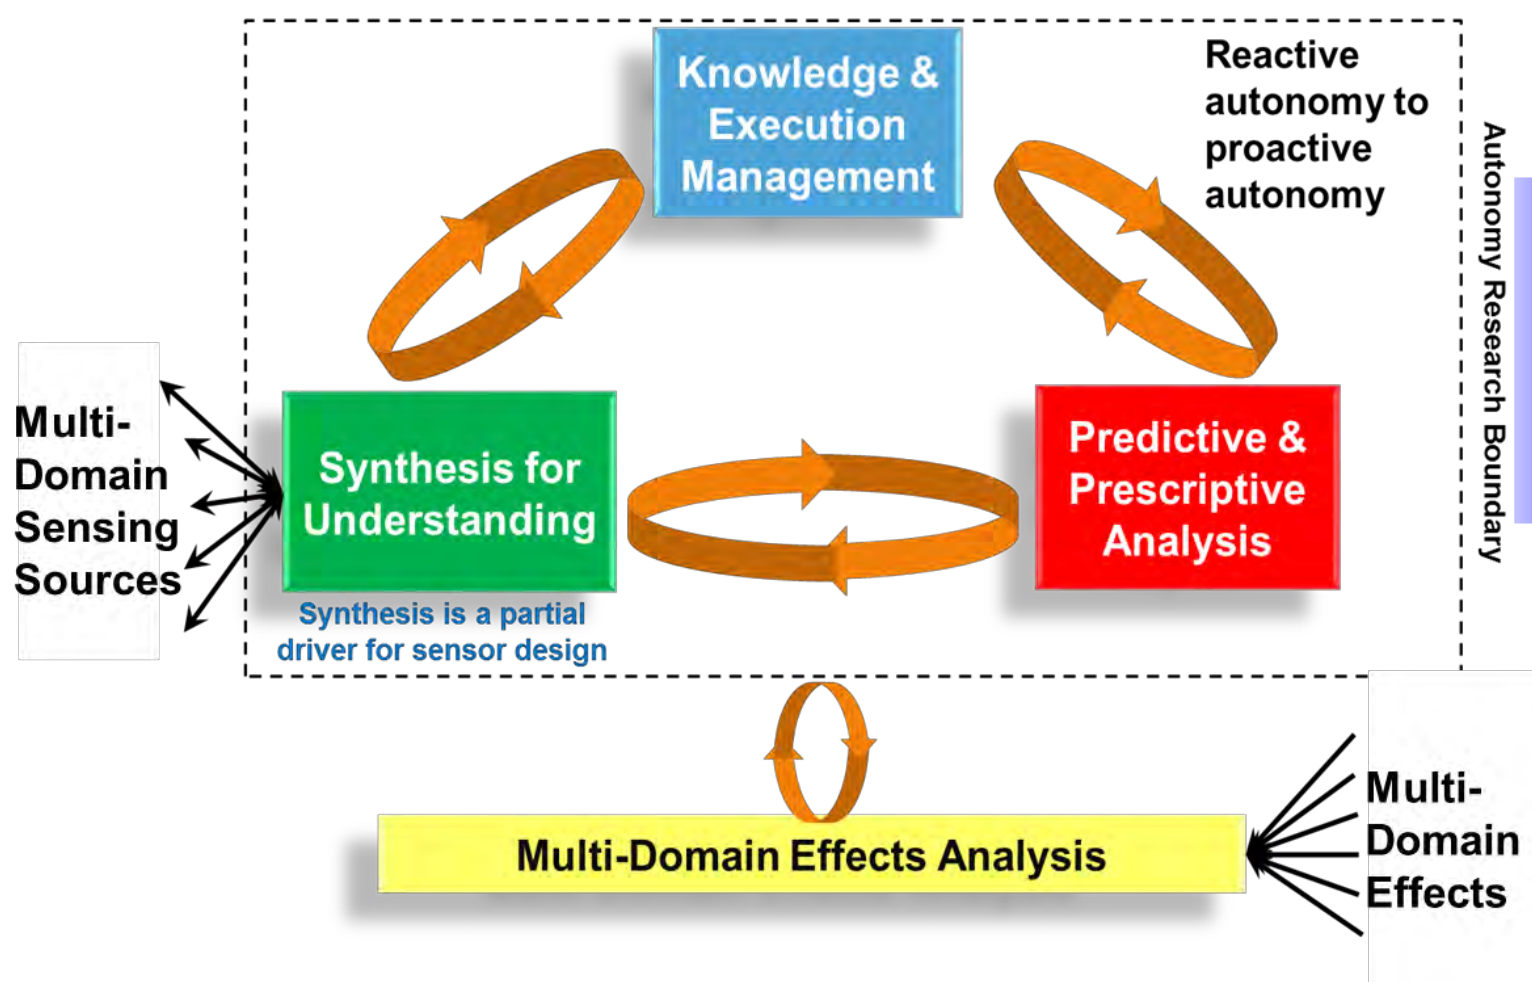 Knowledge &
Execution
Management
Reactive
autonomy to
proactive
autonomy
Autonomy Research Boundary
Multi-
Domain
Sensing
Sources
Synthesis for
Understanding
Predictive &
Prescriptive
Analysis
Synthesis is a partial
driver for sensor design
Multi-Domain Effects Analysis
Multi-
Domain
Effects